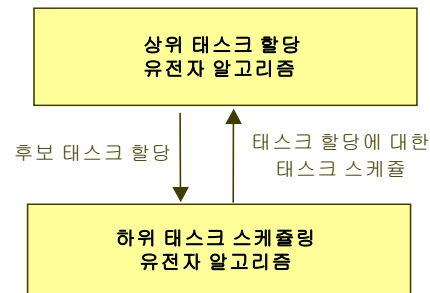 상위 태스크 할당
유전자 알고리즘
후보 태스크 할당
태스크 할당에 대한
태스크 스케쥴
하위 태스크 스케쥴링
유전자 알고리즘